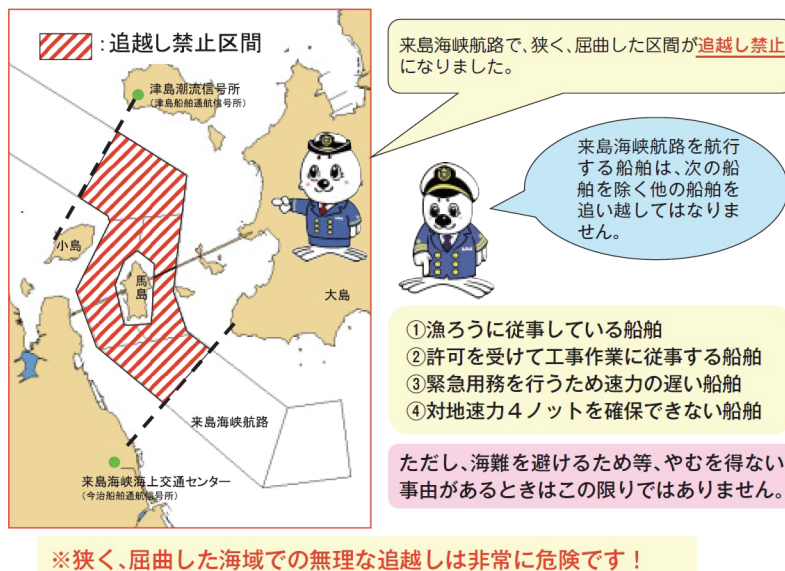 ：追越し禁止区間
津島潮流信号所
（津島船舶通航信号所）
小島
馬島
大島
来島海峡航路
来島海峡海上交通センター
（今治船舶通航信号所）
来島海峡航路で、狭く、屈曲した区間が追越し禁止
になりました。
来島海峡航路を航行
する船舶は、次の船
舶を除く他の船舶を
追い越してはなりま
せん。
①漁ろうに従事している船舶
②許可を受けて工事作業に従事する船舶
③緊急用務を行うため速力の遅い船舶
④対地速力４ノットを確保できない船舶
ただし、海難を避けるため等、やむを得ない
事由があるときはこの限りではありません。
※狭く、屈曲した海域での無理な追越しは非常に危険です！